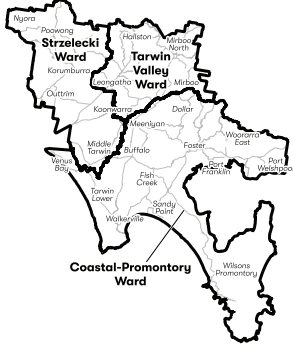 Nyora
Poowong
Strzelecki
Ward
Korumburra
Outtrim
Hallston
Mirboo
North
Tarwin
Valley
Ward
Leongatha
Mirboo
Koonwarra
Dollar
Meeniyan
Middle
Tarwin
Buffalo
Foster
Woorarra
East
Venus
Bay
Port
Franklin
Port
Welshpool
Fish
Creek
Tarwin
Lower
Sandy
Point
Walkerville
Coastal-Promontory
Ward
Wilsons
Promontory